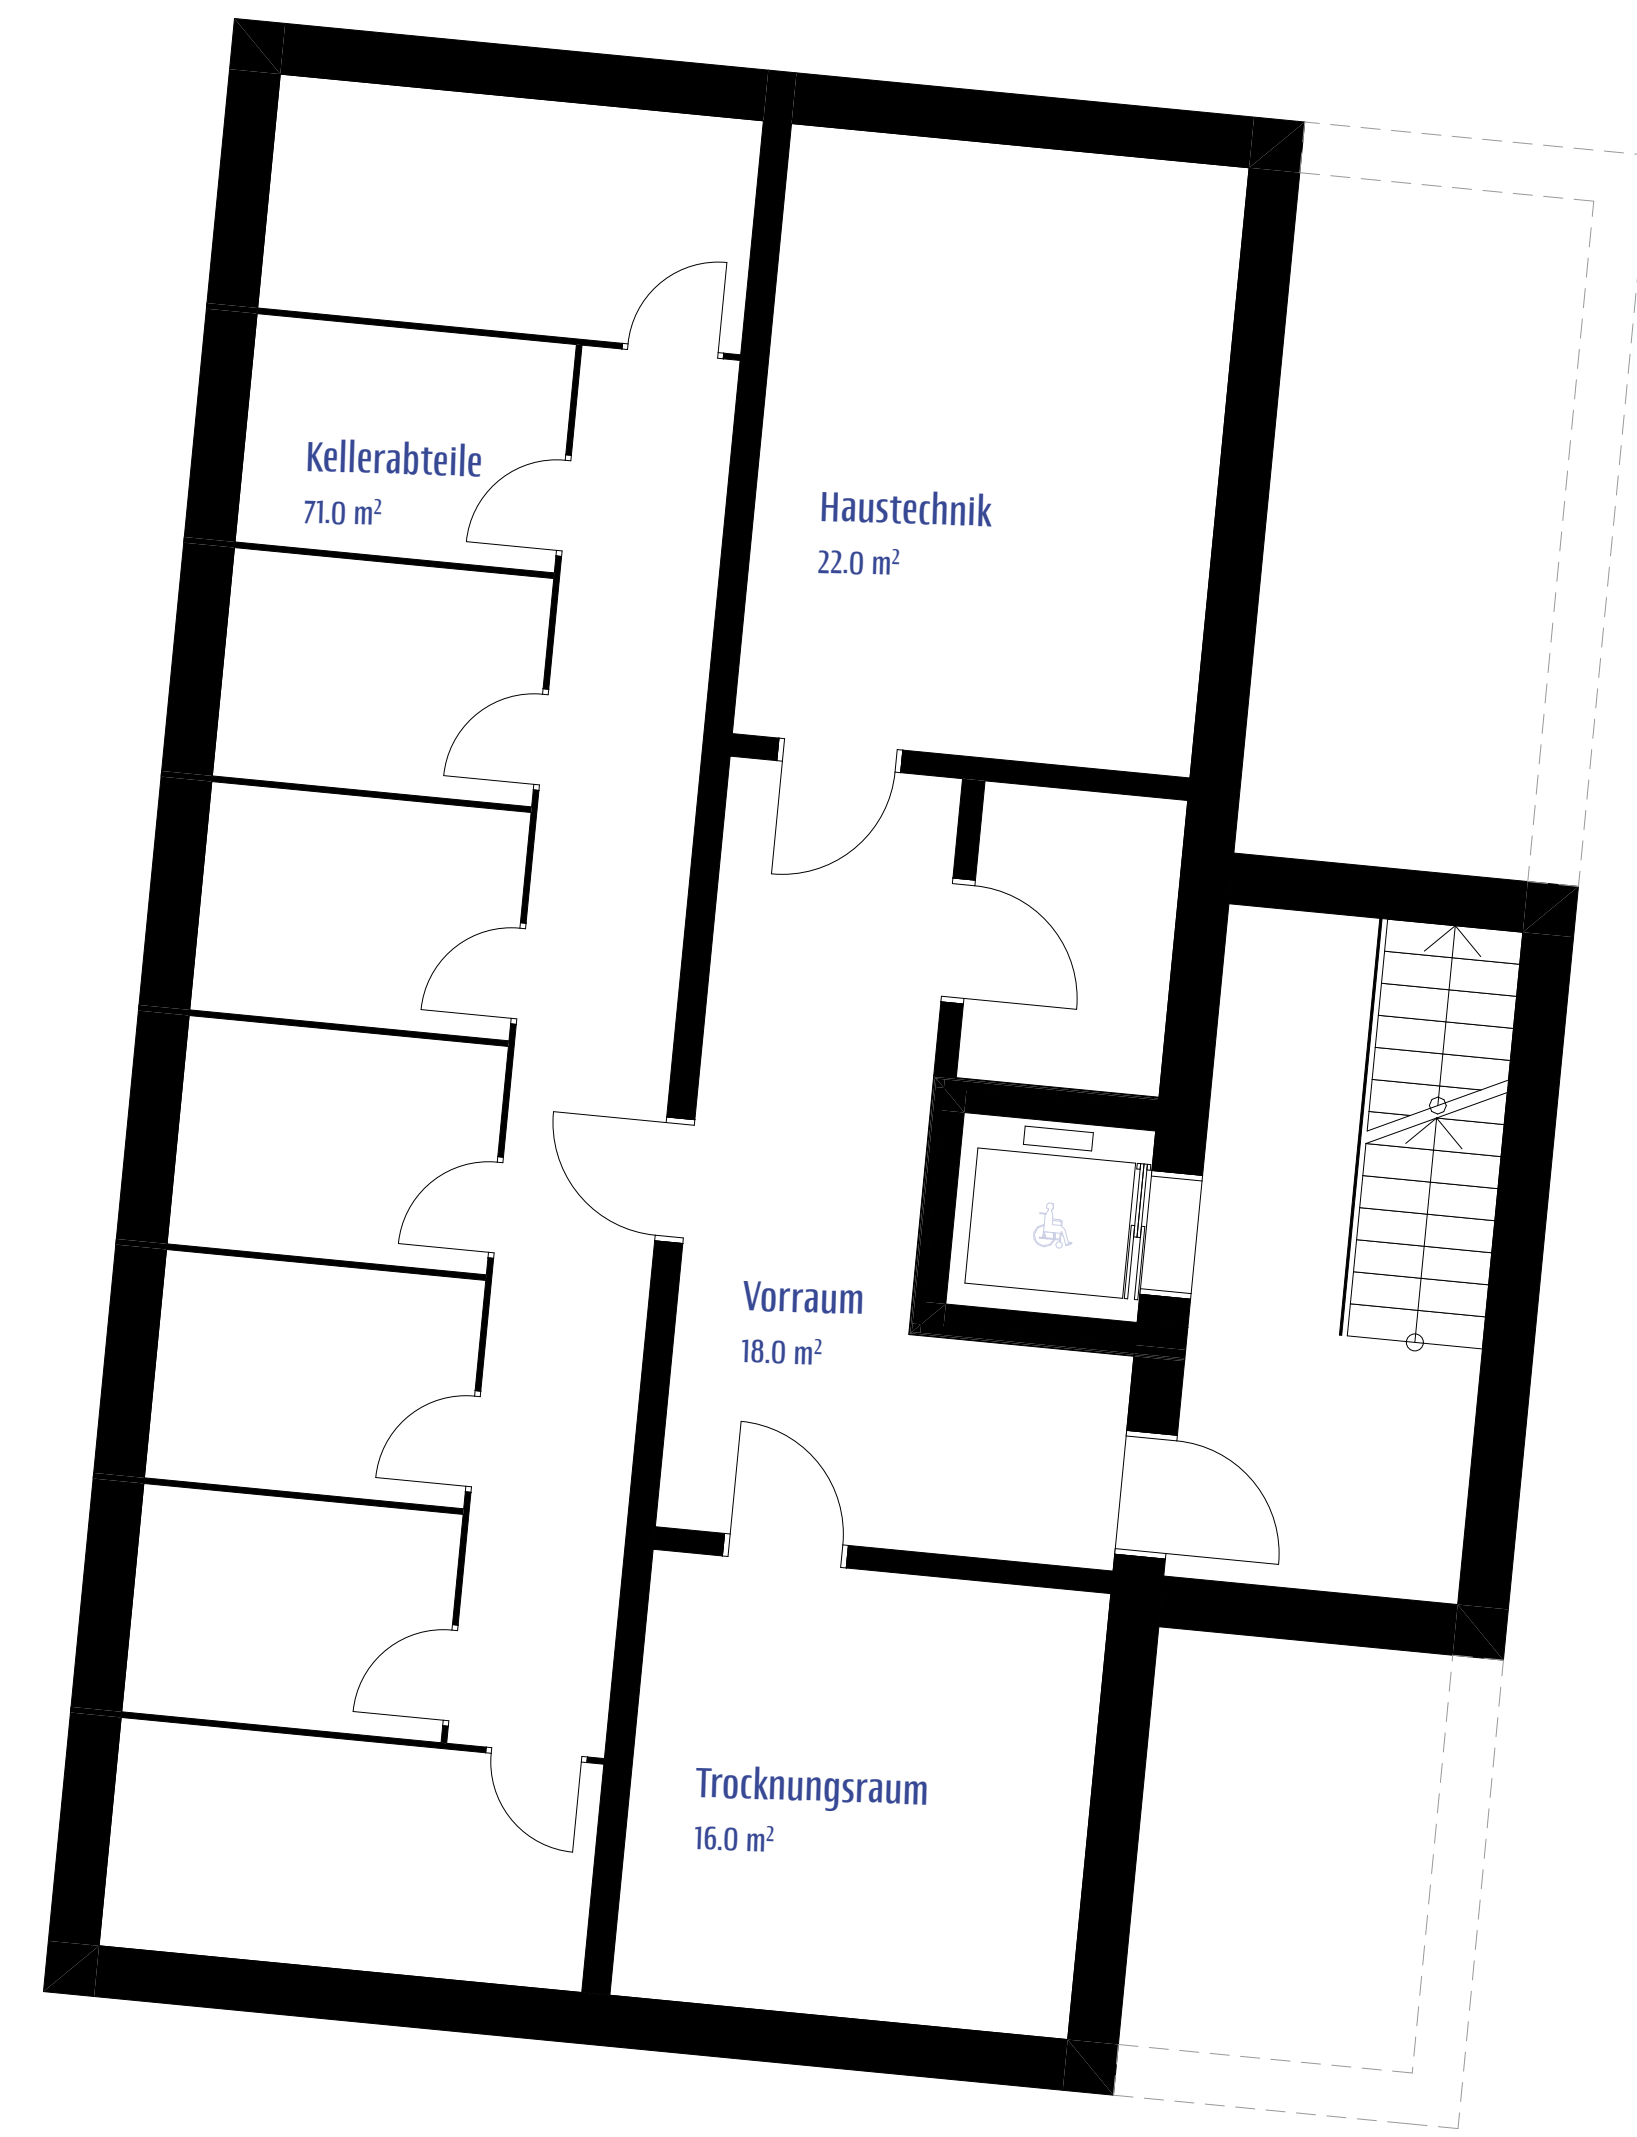 Kellerabteile
71.0 m²
Haustechnik
22.0 m²
Vorraum
18.0 m²
Trocknungsraum
16.0 m²